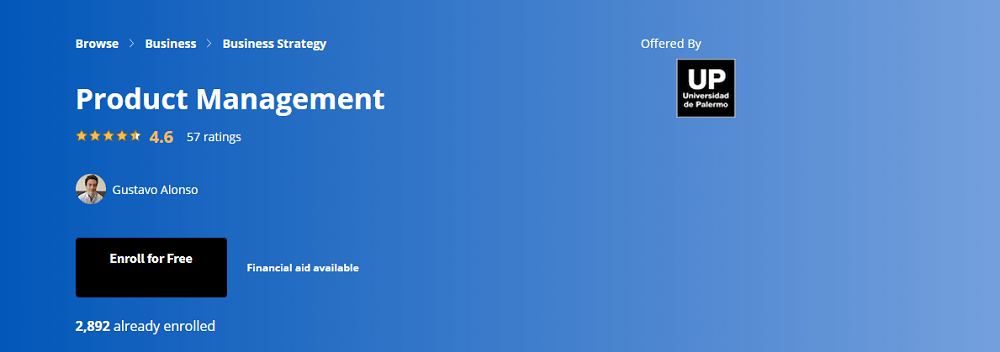 Browse > Business > Business Strategy
Offered By
UP
Universidad
de Palermo
Product Management
4.6 57 ratings
Gustavo Alonso
Enroll for Free
Financial aid available
2,892 already enrolled